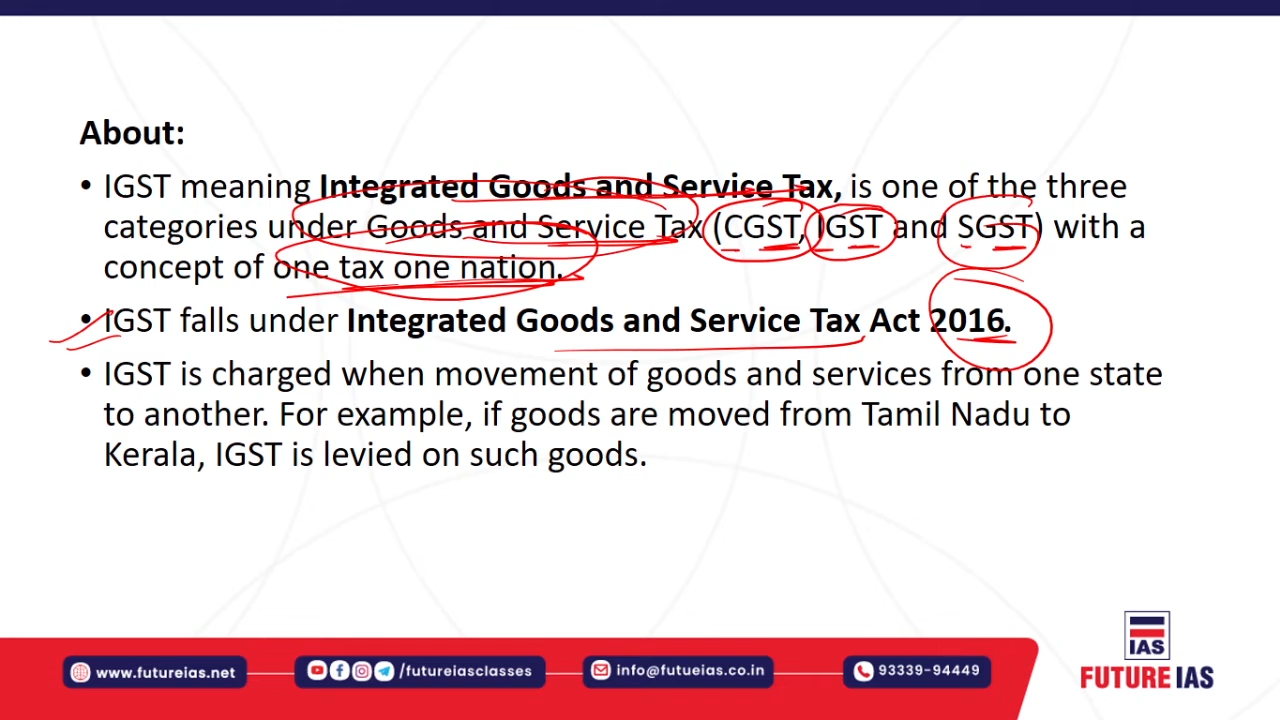 About:
• IGST meaning Integrated Goods and Service Tax, is one of the three
categories under Goods and Service Tax (CGST, IGST and SGST) with a
concept of one tax one nation.
• IGST falls under Integrated Goods and Service Tax Act 2016.
• IGST is charged when movement of goods and services from one state
to another. For example, if goods are moved from Tamil Nadu to
Kerala, IGST is levied on such goods.
IAS
FUTURE IAS
www.futureias.net
/futureiasclasses
info@futueias.co.in
93339-94449